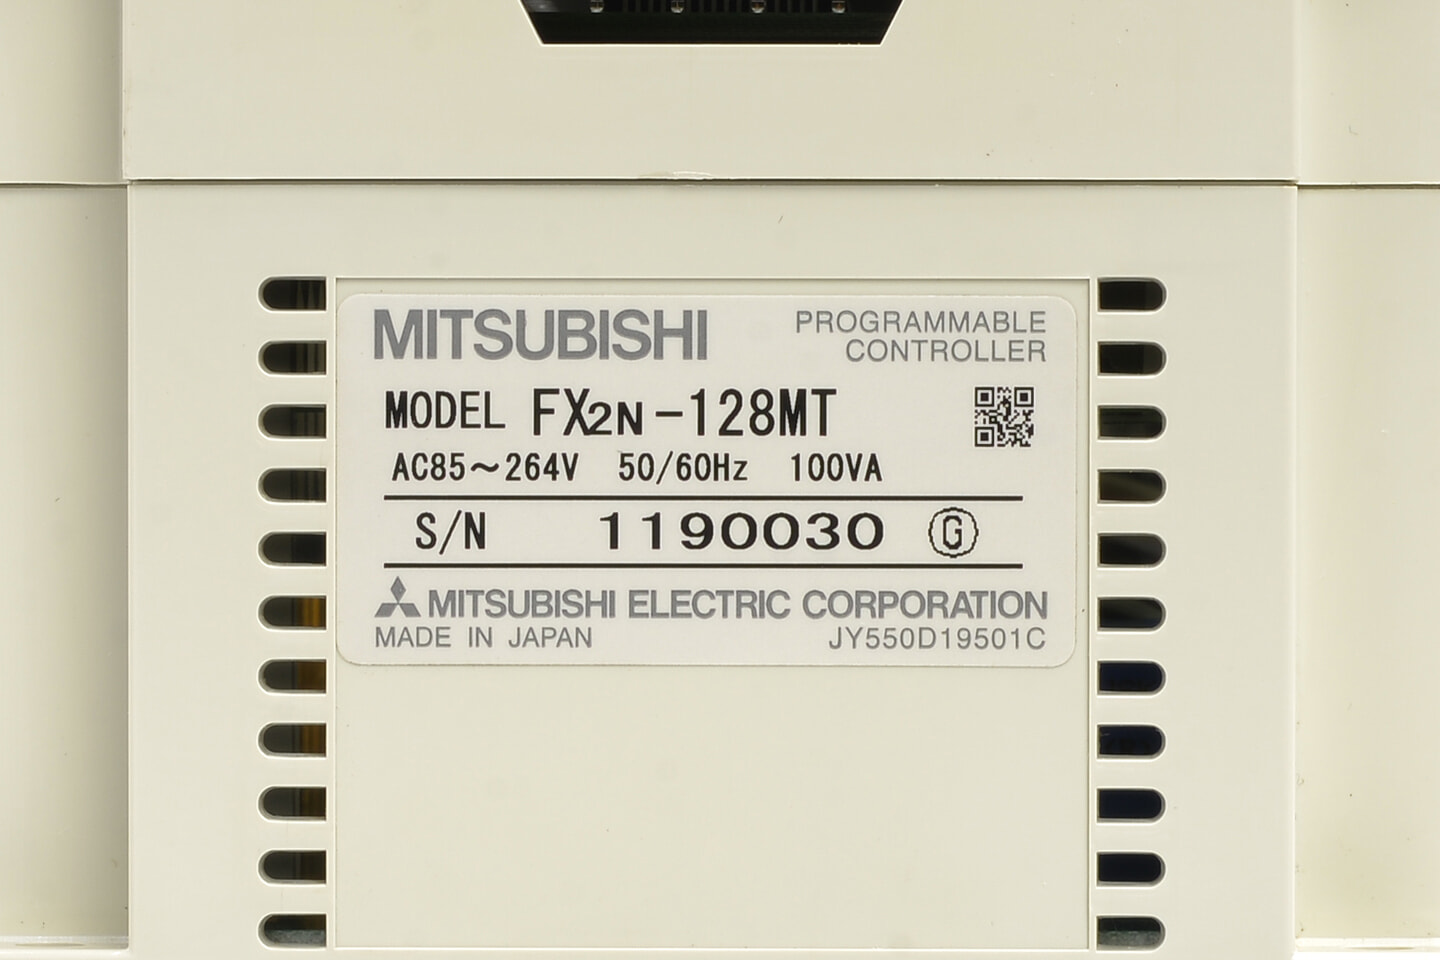 MITSUBISHI
PROGRAMMABLE
CONTROLLER
MODEL FX2N-128MT
AC85～264V 50/60Hz 100VA
S/N 1190030 Ⓖ
MITSUBISHI ELECTRIC CORPORATION
MADE IN JAPAN JY550D19501C